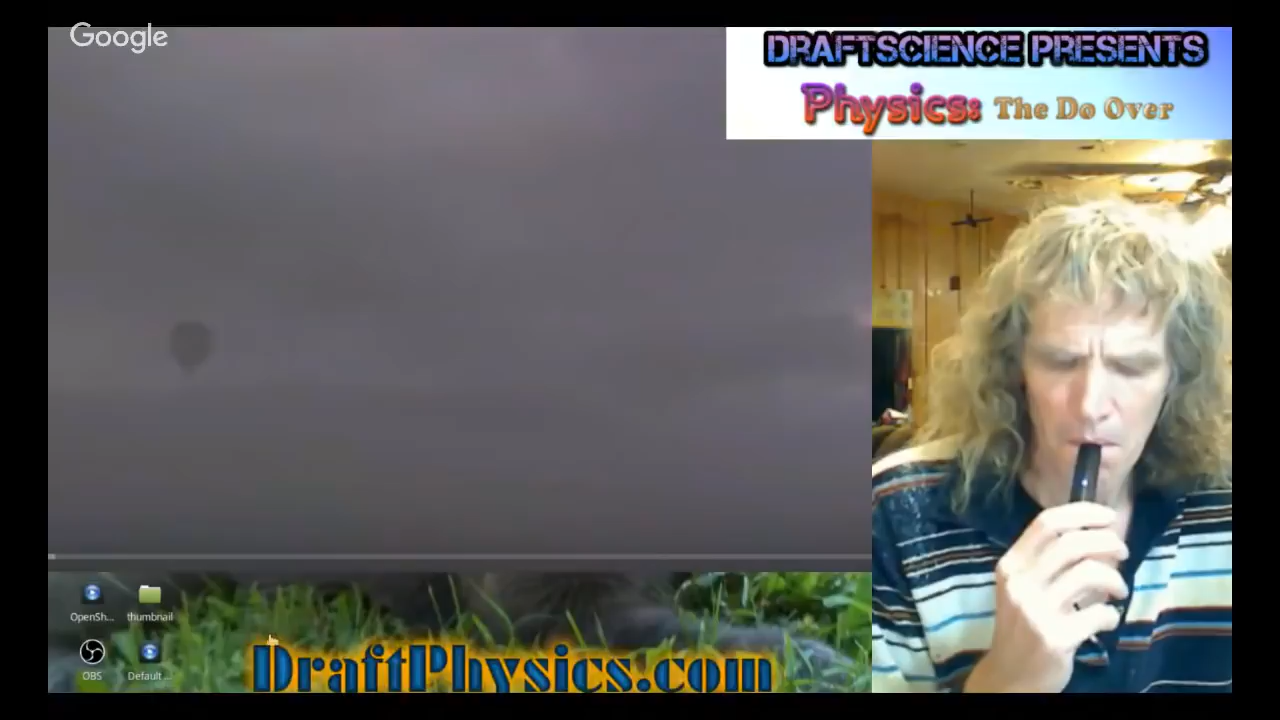 Google
DRAFTSCIENCE PRESENTS
Physics: The Do Over
OpenSh... thumbnail
OBS Default ...
DraftPhysics.com